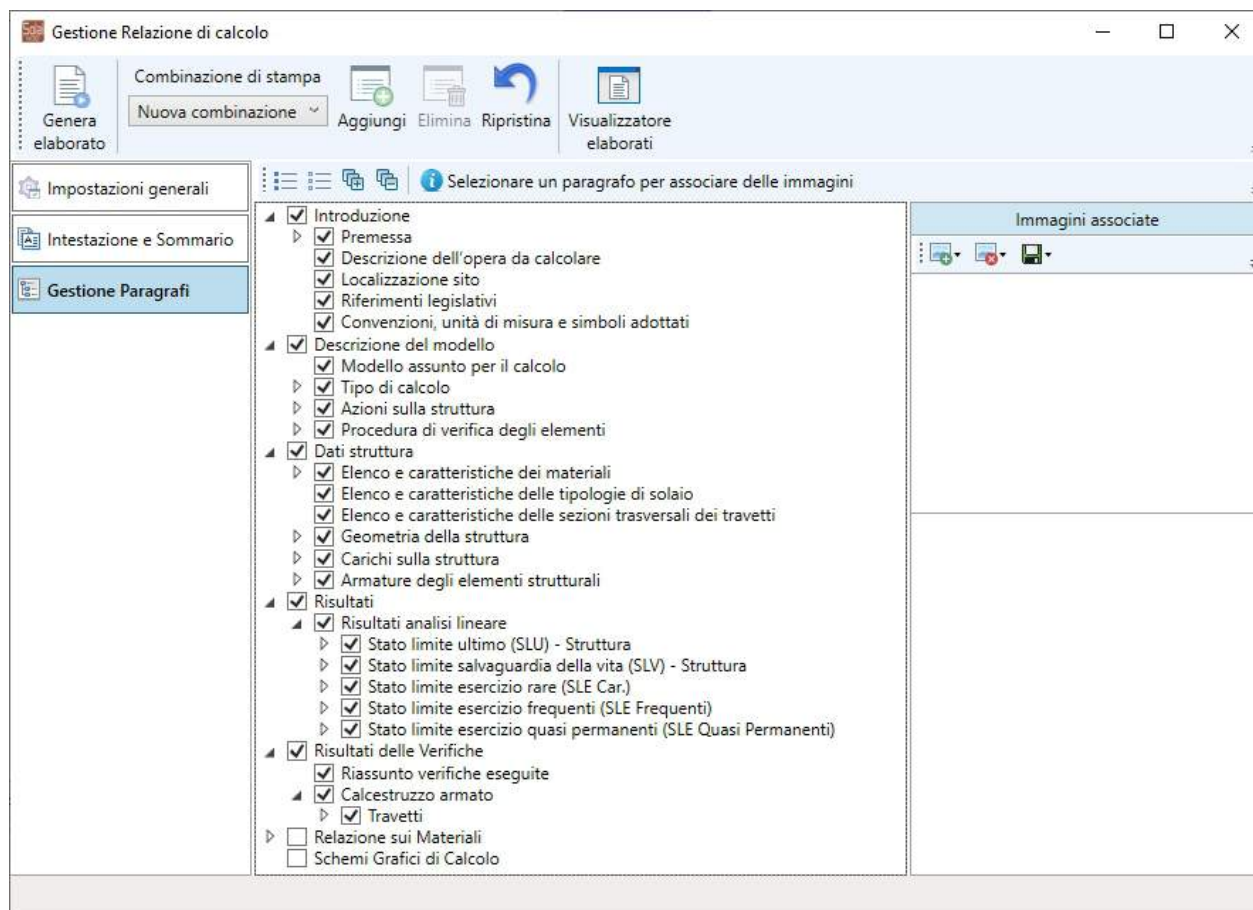 Gestione Relazione di calcolo
Combinazione di stampa
Nuova combinazione
Genera
elaborato
Aggiungi
Elimina
Ripristina
Visualizzatore
elaborati
Impostazioni generali
Intestazione e Sommario
Gestione Paragrafi
Selezionare un paragrafo per associare delle immagini
Introduzione
Premessa
Descrizione dell'opera da calcolare
Localizzazione sito
Riferimenti legislativi
Convenzioni, unità di misura e simboli adottati
Descrizione del modello
Modello assunto per il calcolo
Tipo di calcolo
Azioni sulla struttura
Procedura di verifica degli elementi
Dati struttura
Elenco e caratteristiche dei materiali
Elenco e caratteristiche delle tipologie di solaio
Elenco e caratteristiche delle sezioni trasversali dei travetti
Geometria della struttura
Carichi sulla struttura
Armature degli elementi strutturali
Risultati
Risultati analisi lineare
Stato limite ultimo (SLU) - Struttura
Stato limite salvaguardia della vita (SLV) - Struttura
Stato limite esercizio rare (SLE Car.)
Stato limite esercizio frequenti (SLE Frequenti)
Stato limite esercizio quasi permanenti (SLE Quasi Permanenti)
Risultati delle Verifiche
Riassunto verifiche eseguite
Calcestruzzo armato
Travetti
Relazione sui Materiali
Schemi Grafici di Calcolo
Immagini associate